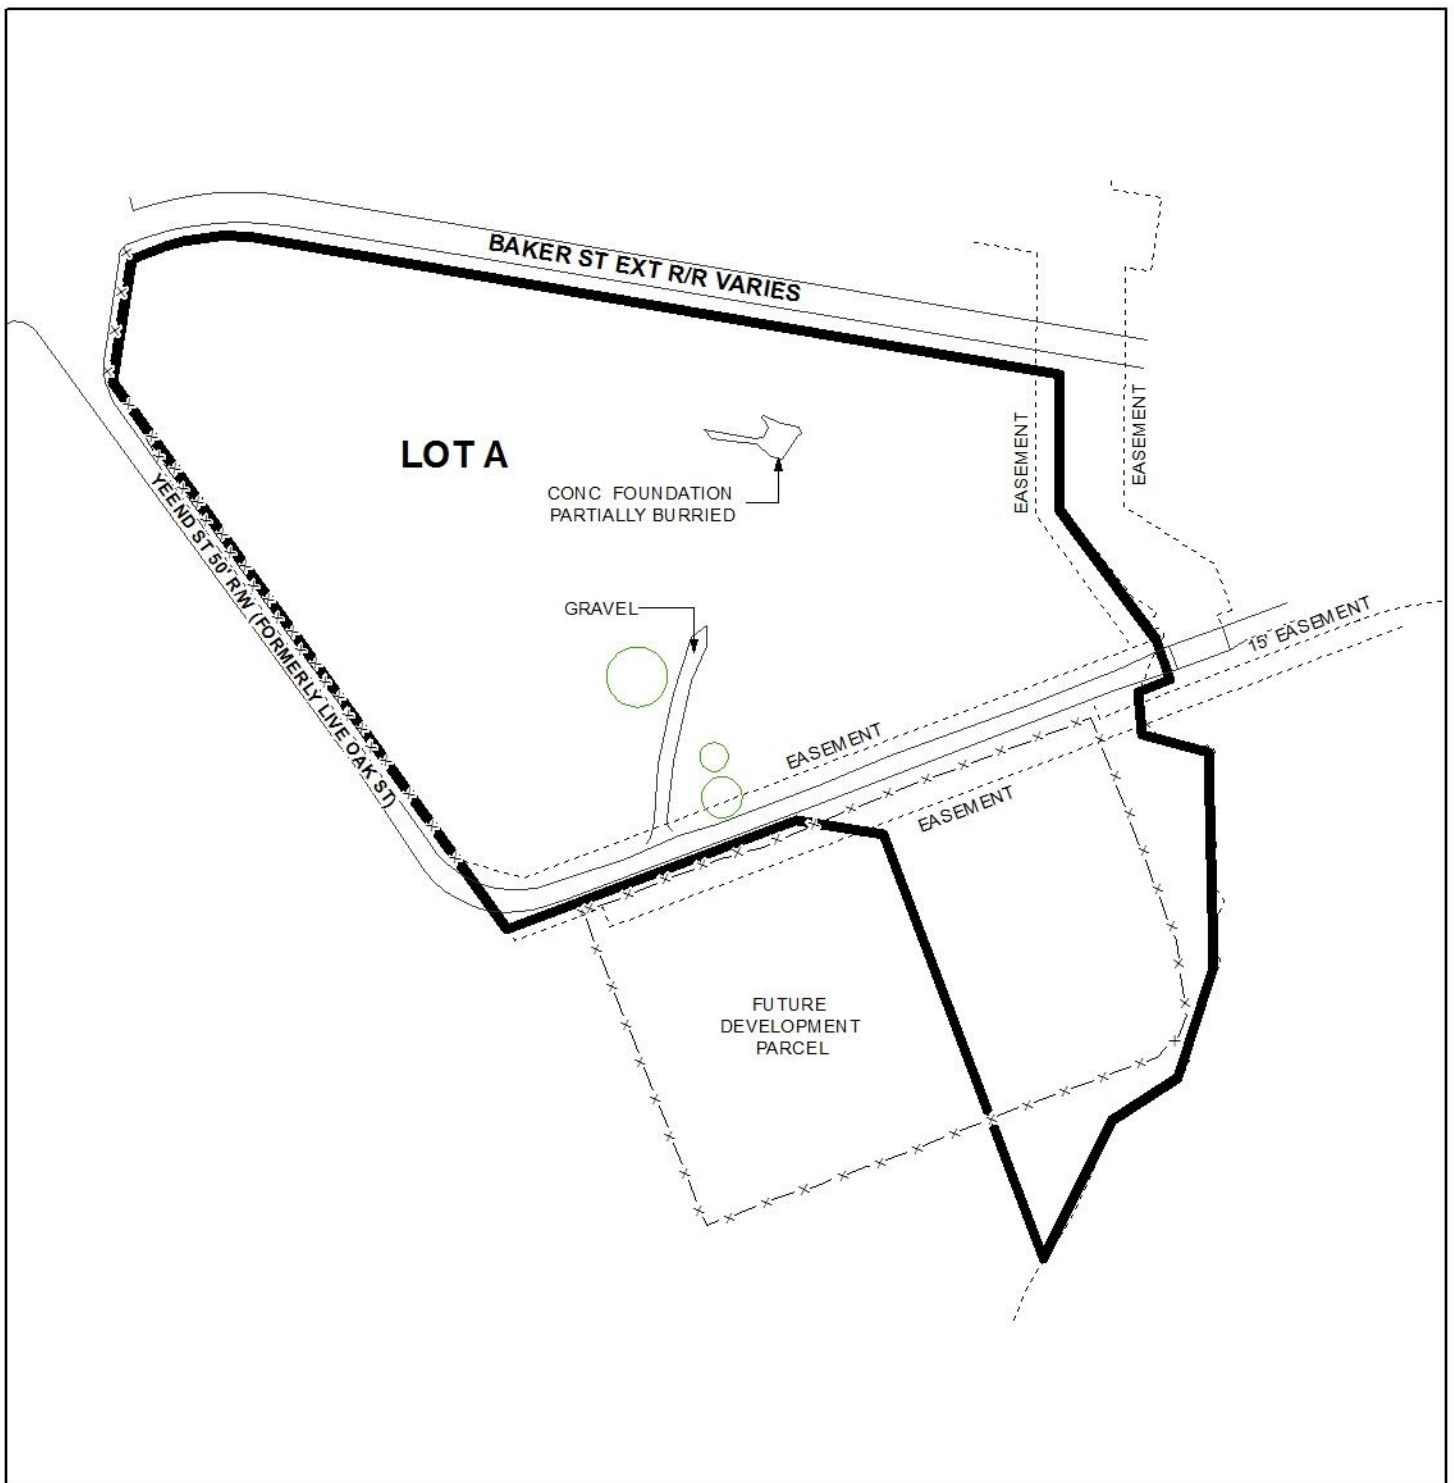 BAKER ST EXT R/R VARIES
EASEMENT
EASEMENT
LOT A
CONC FOUNDATION
PARTIALLY BURRIED
YEEND ST 50' R/W (FORMERLY LIVE OAK ST)
GRAVEL
15' EASEMENT
EASEMENT
EASEMENT
FUTURE
DEVELOPMENT
PARCEL